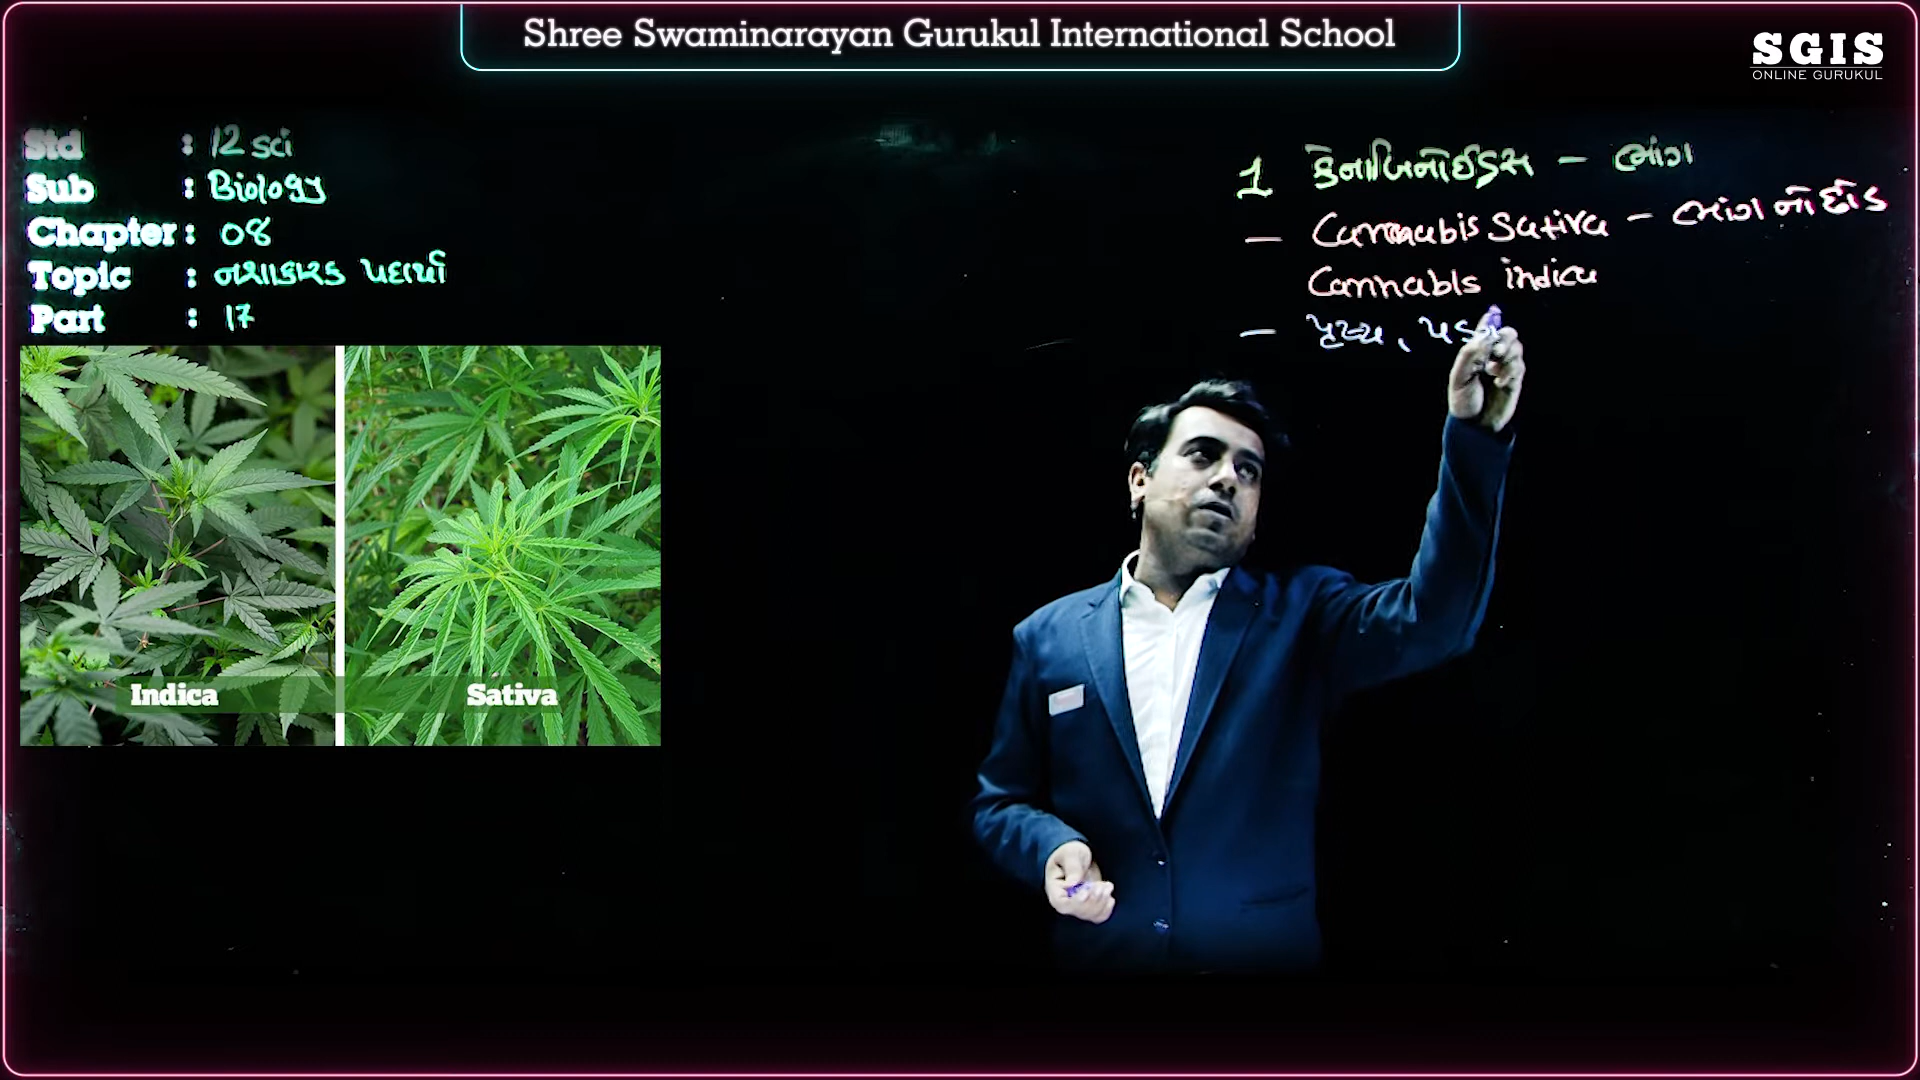 Shree Swaminarayan Gurukul International School
SGIS
ONLINE GURUKUL
Std : 12 sci
Sub : Biology
Chapter : 08
Topic : નશાકારક પદાર્થો
Part : 17
Indica
Sativa
1 કેનાબિનોઈડ્સ – ભાંગ
– Cannabis Sativa – ભાંગ નો છોડ
Cannabis indica
– પુષ્પ,